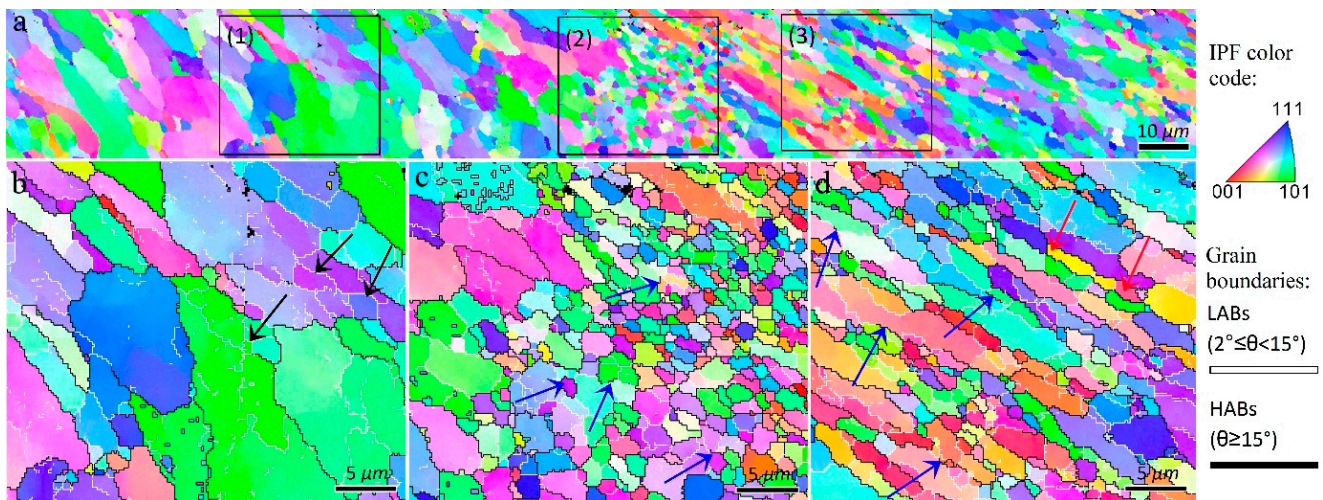 a
(1)
(2)
(3)
10 μm
IPF color
code:
111
001
101
b
5 μm
c
5 μm
d
5 μm
Grain
boundaries:
LABs
(2°≤θ<15°)
HABs
(θ≥15°)